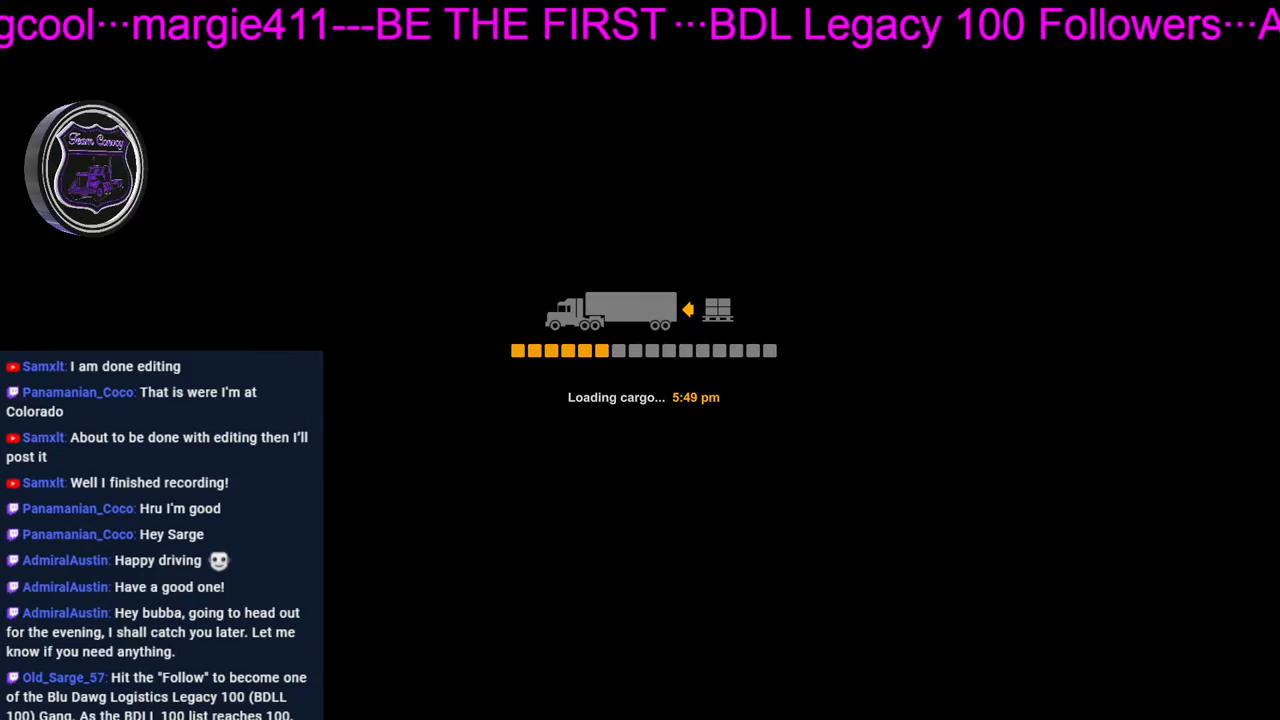 gcool···margie411---BE THE FIRST ···BDL Legacy 100 Followers···A
Team Convoy
Loading cargo... 5:49 pm
Samxlt: I am done editing
Panamanian_Coco: That is were I'm at
Colorado
Samxlt: About to be done with editing then I'll
post it
Samxlt: Well I finished recording!
Panamanian_Coco: Hru I'm good
Panamanian_Coco: Hey Sarge
AdmiralAustin: Happy driving
AdmiralAustin: Have a good one!
AdmiralAustin: Hey bubba, going to head out
for the evening, I shall catch you later. Let me
know if you need anything.
Old_Sarge_57: Hit the "Follow" to become one
of the Blu Dawg Logistics Legacy 100 (BDLL
100) Gang. As the BDLL 100 list reaches 100,